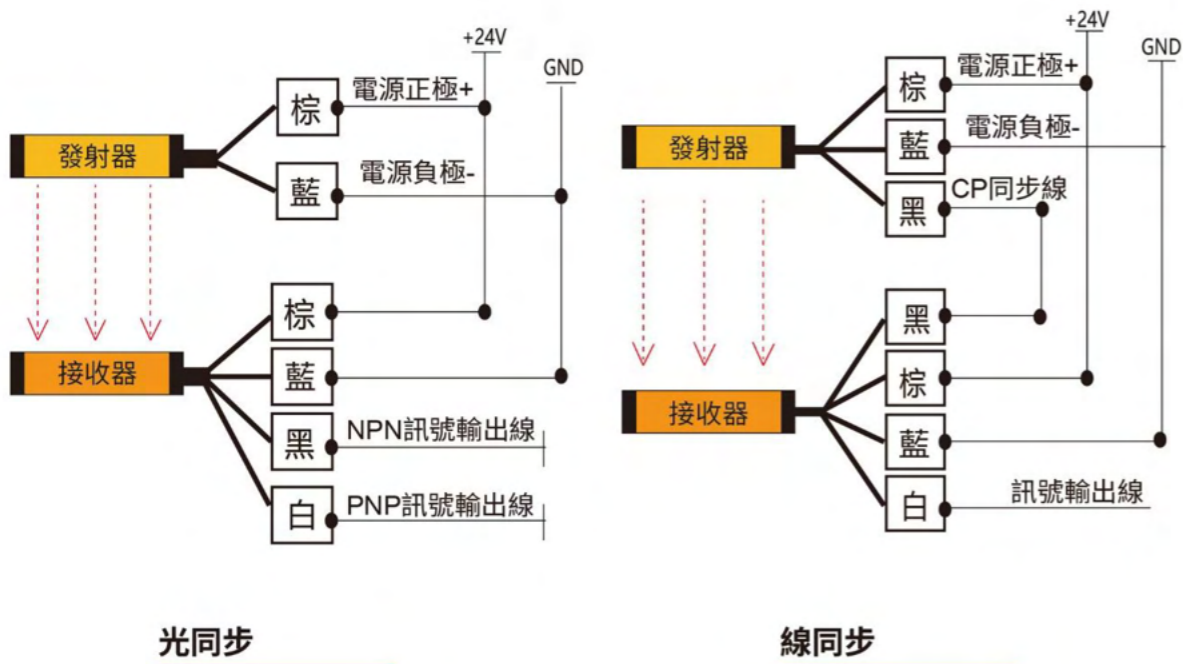 +24V
GND
棕
電源正極+
發射器
藍
電源負極-
棕
接收器
藍
黑
NPN訊號輸出線
白
PNP訊號輸出線
光同步
+24V
GND
棕
電源正極+
發射器
藍
電源負極-
黑
CP同步線
黑
棕
接收器
藍
白
訊號輸出線
線同步